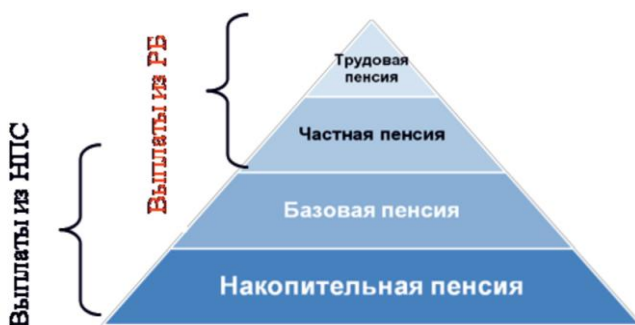 Выплаты из НПС
Выплаты из РБ
Трудовая
пенсия
Частная пенсия
Базовая пенсия
Накопительная пенсия